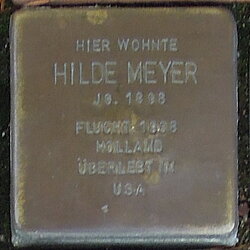 HIER WOHNTE
HILDE MEYER
JG. 1898
FLUCHT 1938
HOLLAND
ÜBERLEBT IN
USA